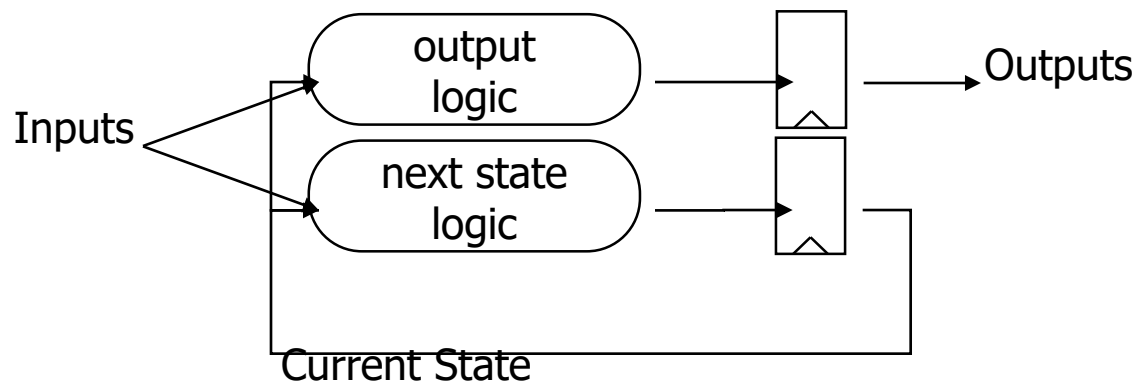 output
logic
Outputs
Inputs
next state
logic
Current State